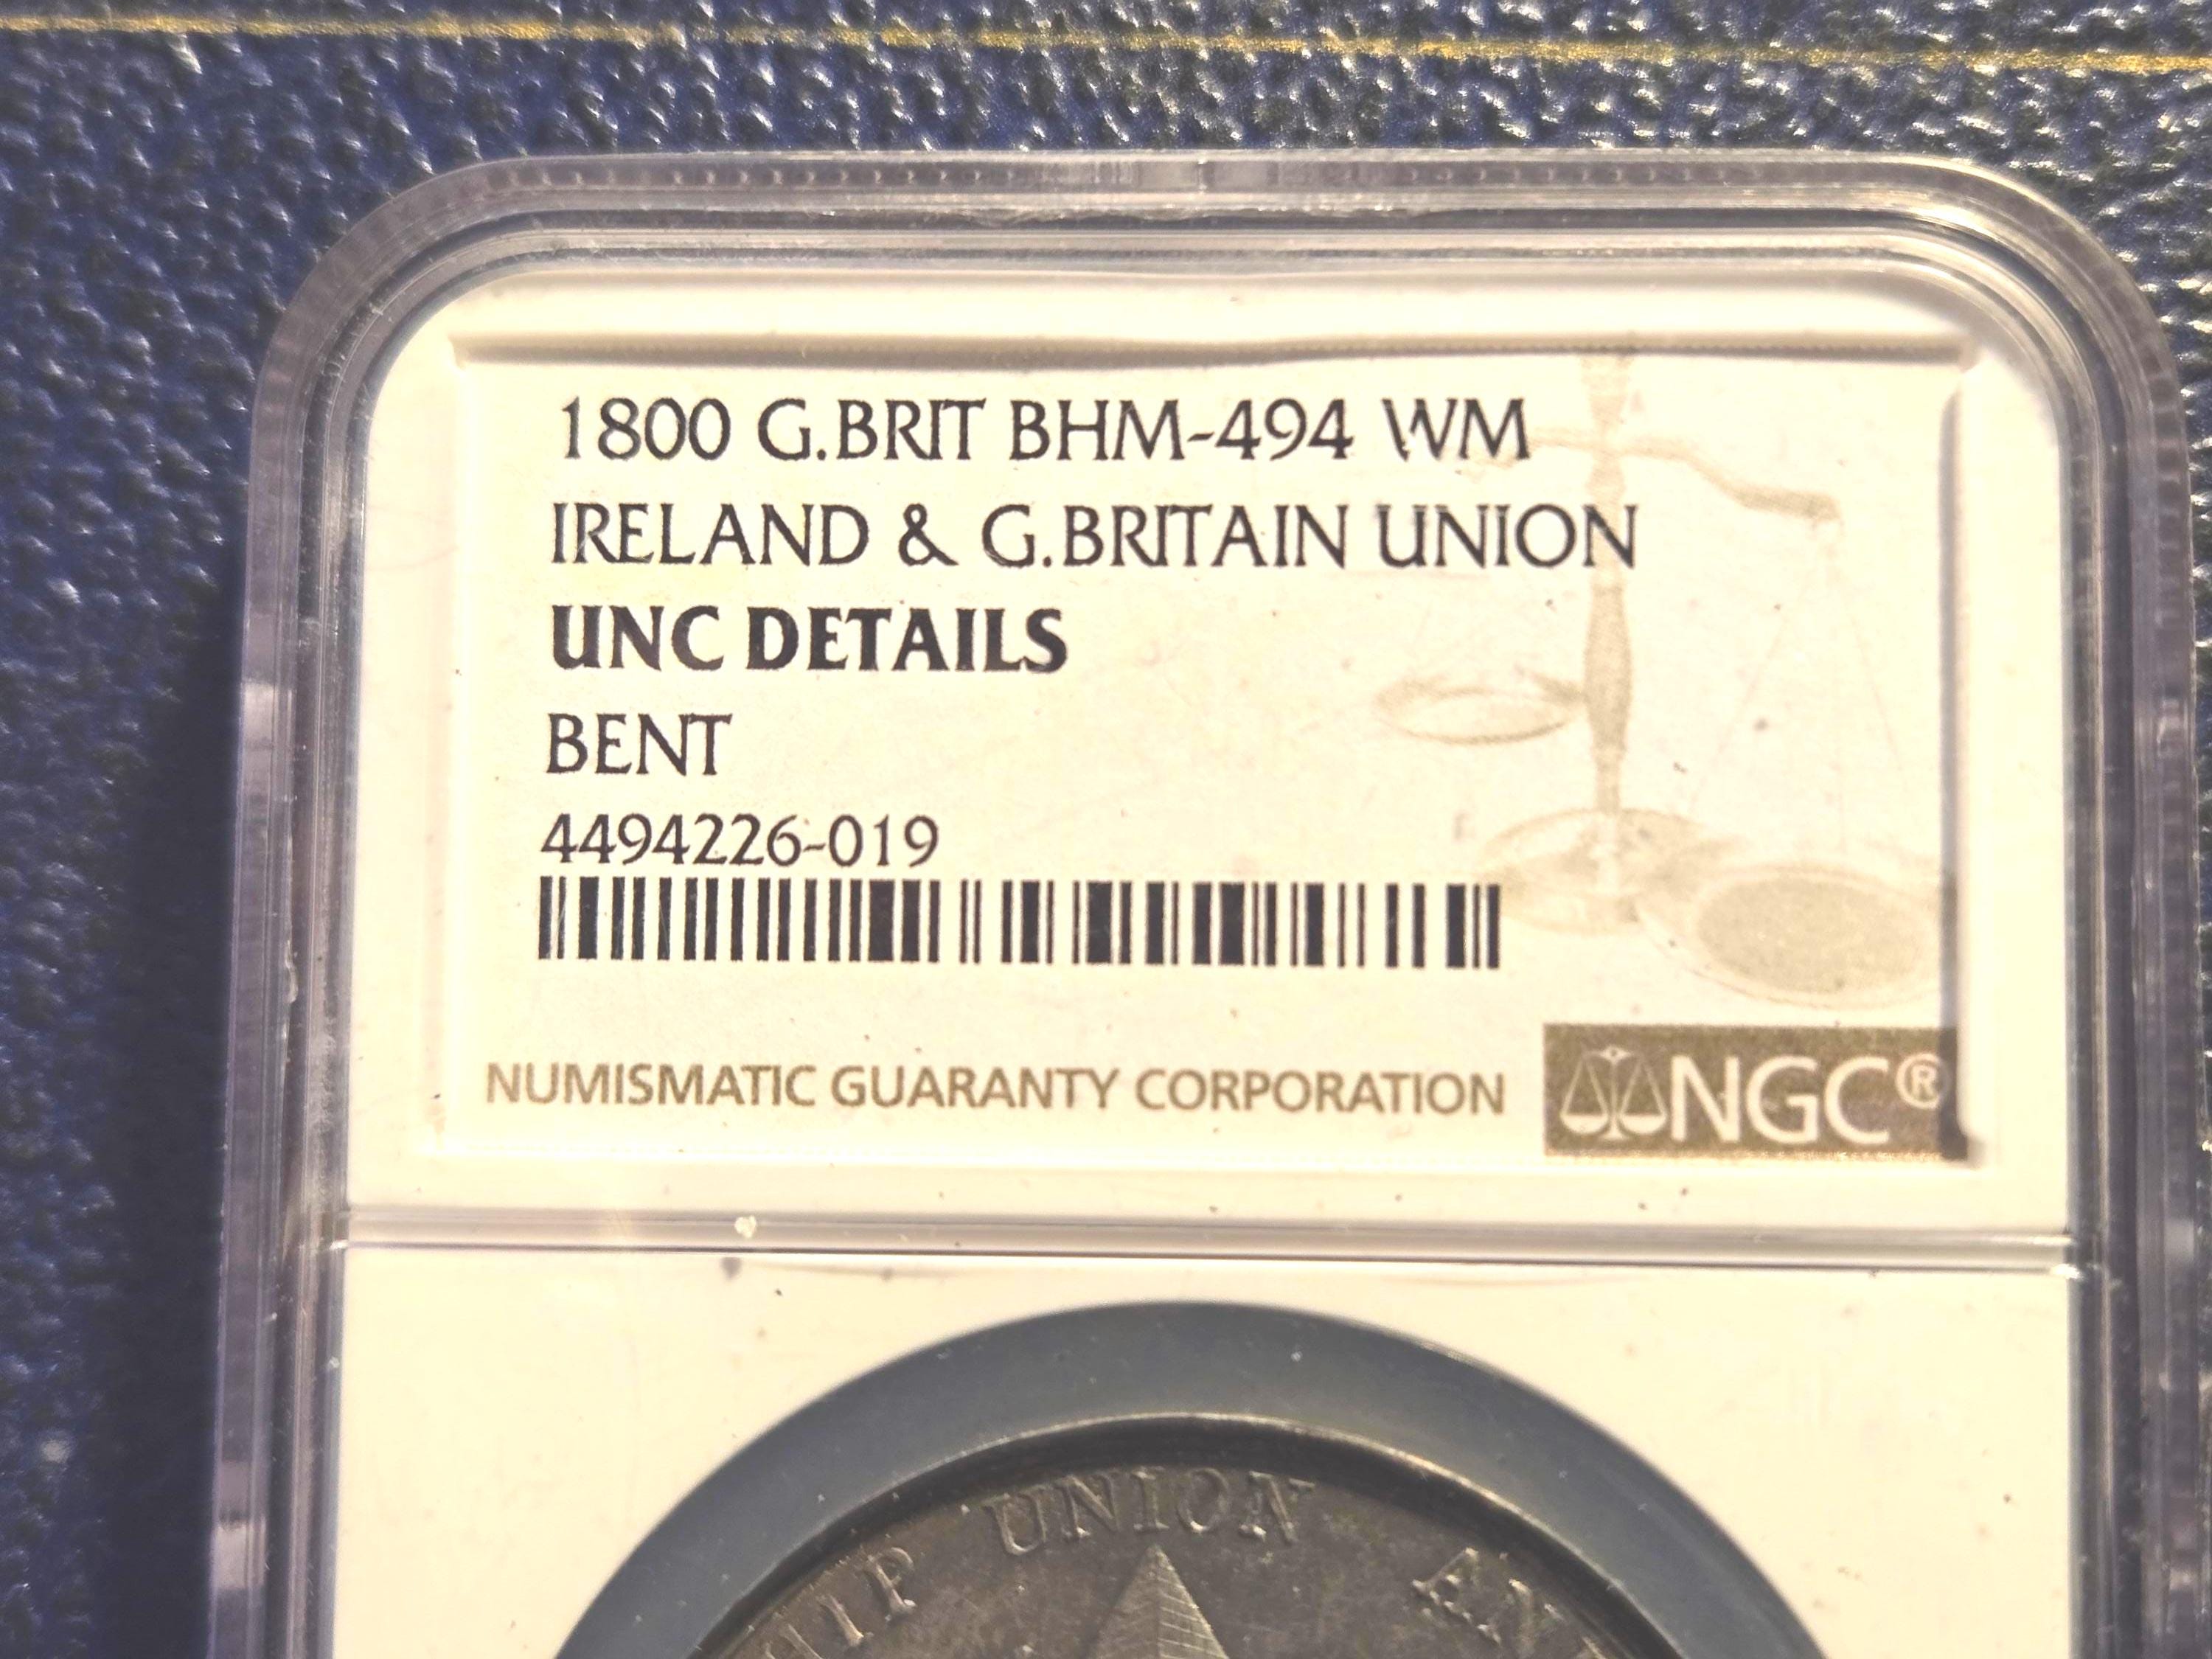 1800 G.BRIT BHM-494 WM
IRELAND & G.BRITAIN UNION
UNC DETAILS
BENT
4494226-019
NUMISMATIC GUARANTY CORPORATION
NGC®
UNION